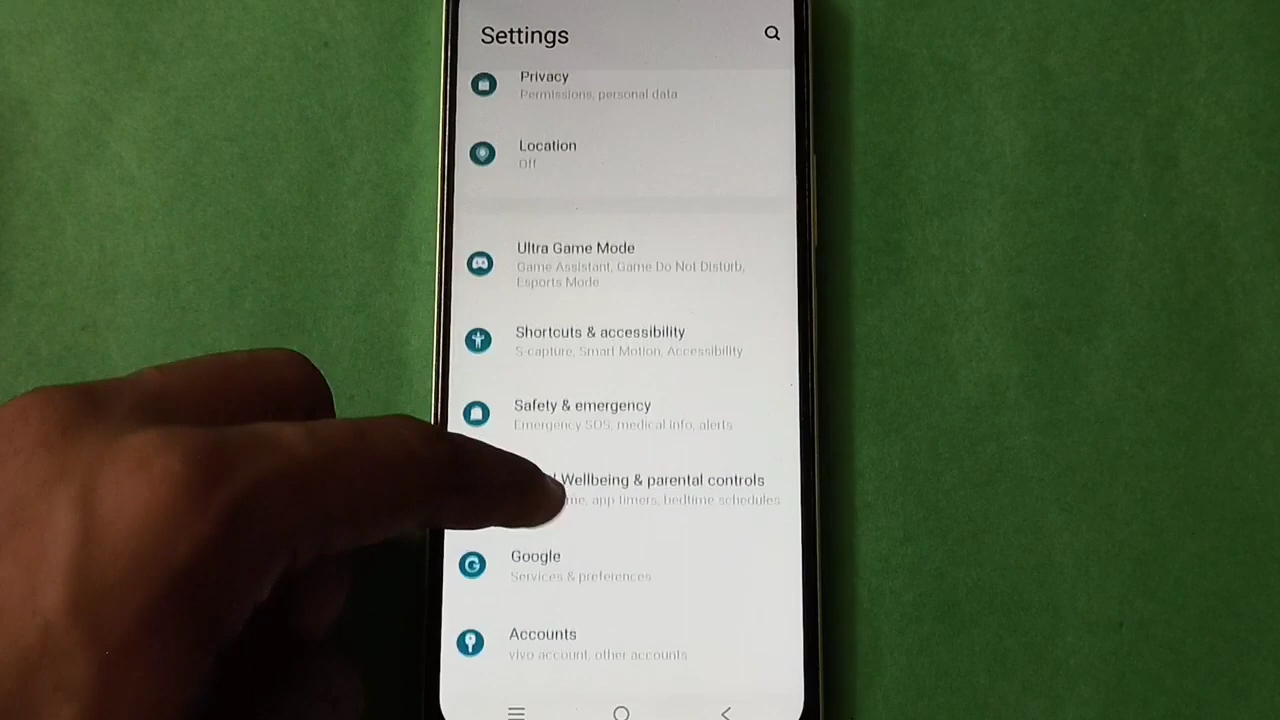 Settings
Privacy
Permissions, personal data
Location
Off
Ultra Game Mode
Game Assistant, Game Do Not Disturb,
Esports Mode
Shortcuts & accessibility
S-capture, Smart Motion, Accessibility
Safety & emergency
Emergency SOS, medical info, alerts
Wellbeing & parental controls
app timers, bedtime schedules
Google
Services & preferences
Accounts
vivo account, other accounts